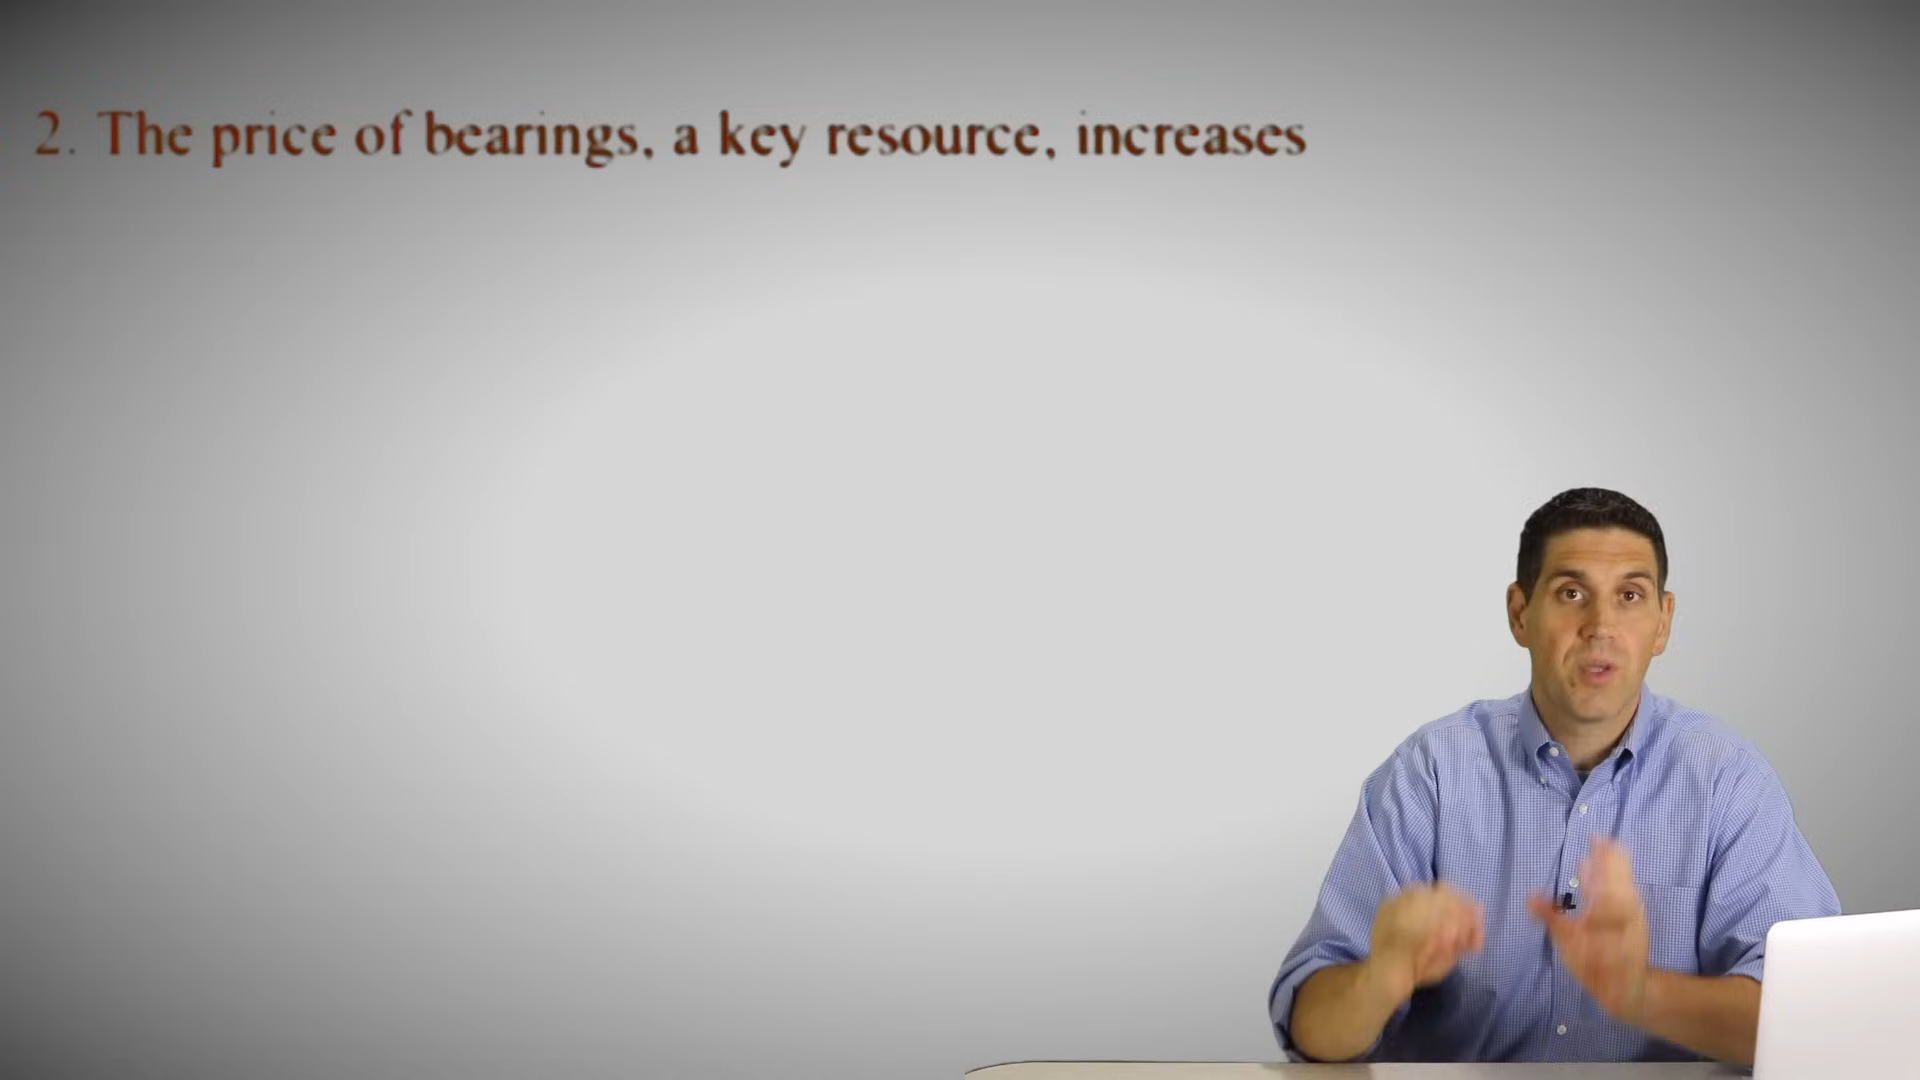 2. The price of bearings, a key resource, increases